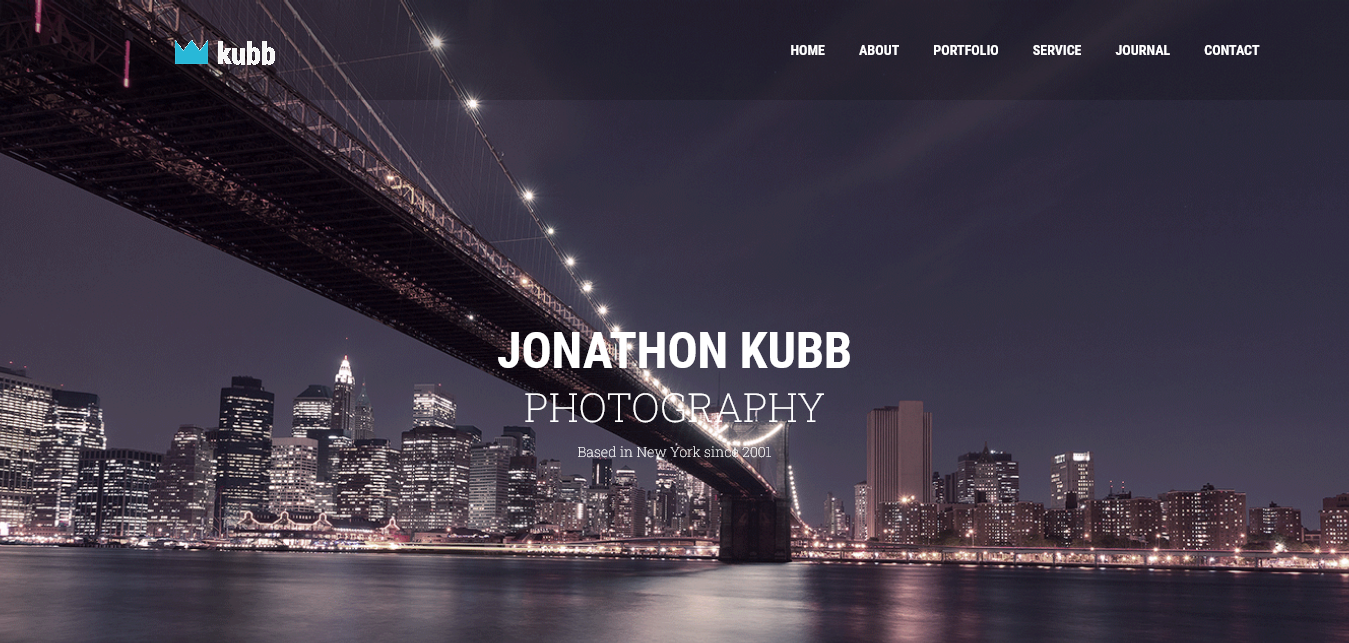 kubb
HOME ABOUT PORTFOLIO SERVICE JOURNAL CONTACT
JONATHON KUBB
PHOTOGRAPHY
Based in New York since 2001